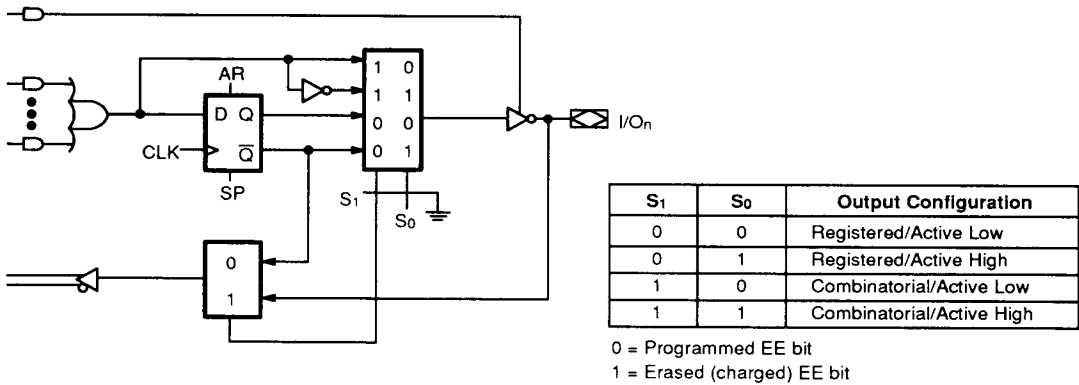 AR
1 0
1 1
D Q
0 0
CLK
Q̅
0 1
SP
S₁
S₀
I/Oₙ
0
1
S₁ S₀ Output Configuration
0 0 Registered/Active Low
0 1 Registered/Active High
1 0 Combinatorial/Active Low
1 1 Combinatorial/Active High
0 = Programmed EE bit
1 = Erased (charged) EE bit